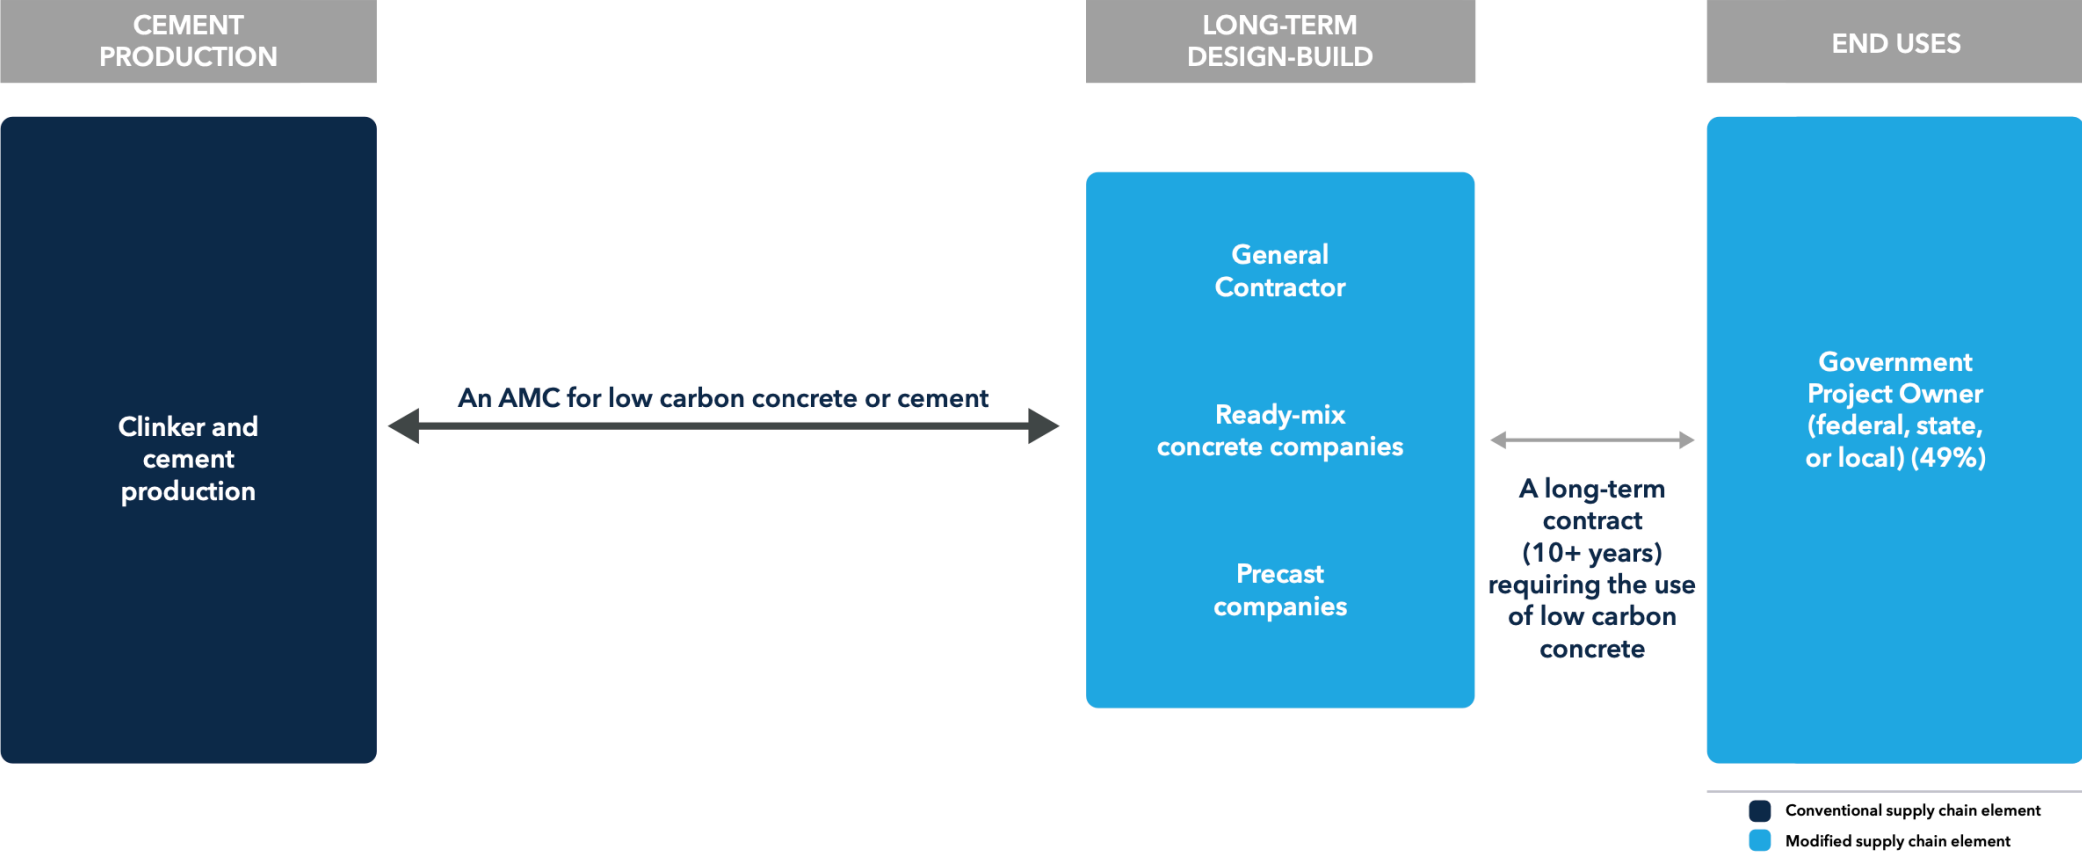 CEMENT
PRODUCTION
LONG-TERM
DESIGN-BUILD
END USES
Clinker and
cement
production
An AMC for low carbon concrete or cement
General
Contractor
Ready-mix
concrete companies
Precast
companies
A long-term
contract
(10+ years)
requiring the use
of low carbon
concrete
Government
Project Owner
(federal, state,
or local) (49%)
Conventional supply chain element
Modified supply chain element